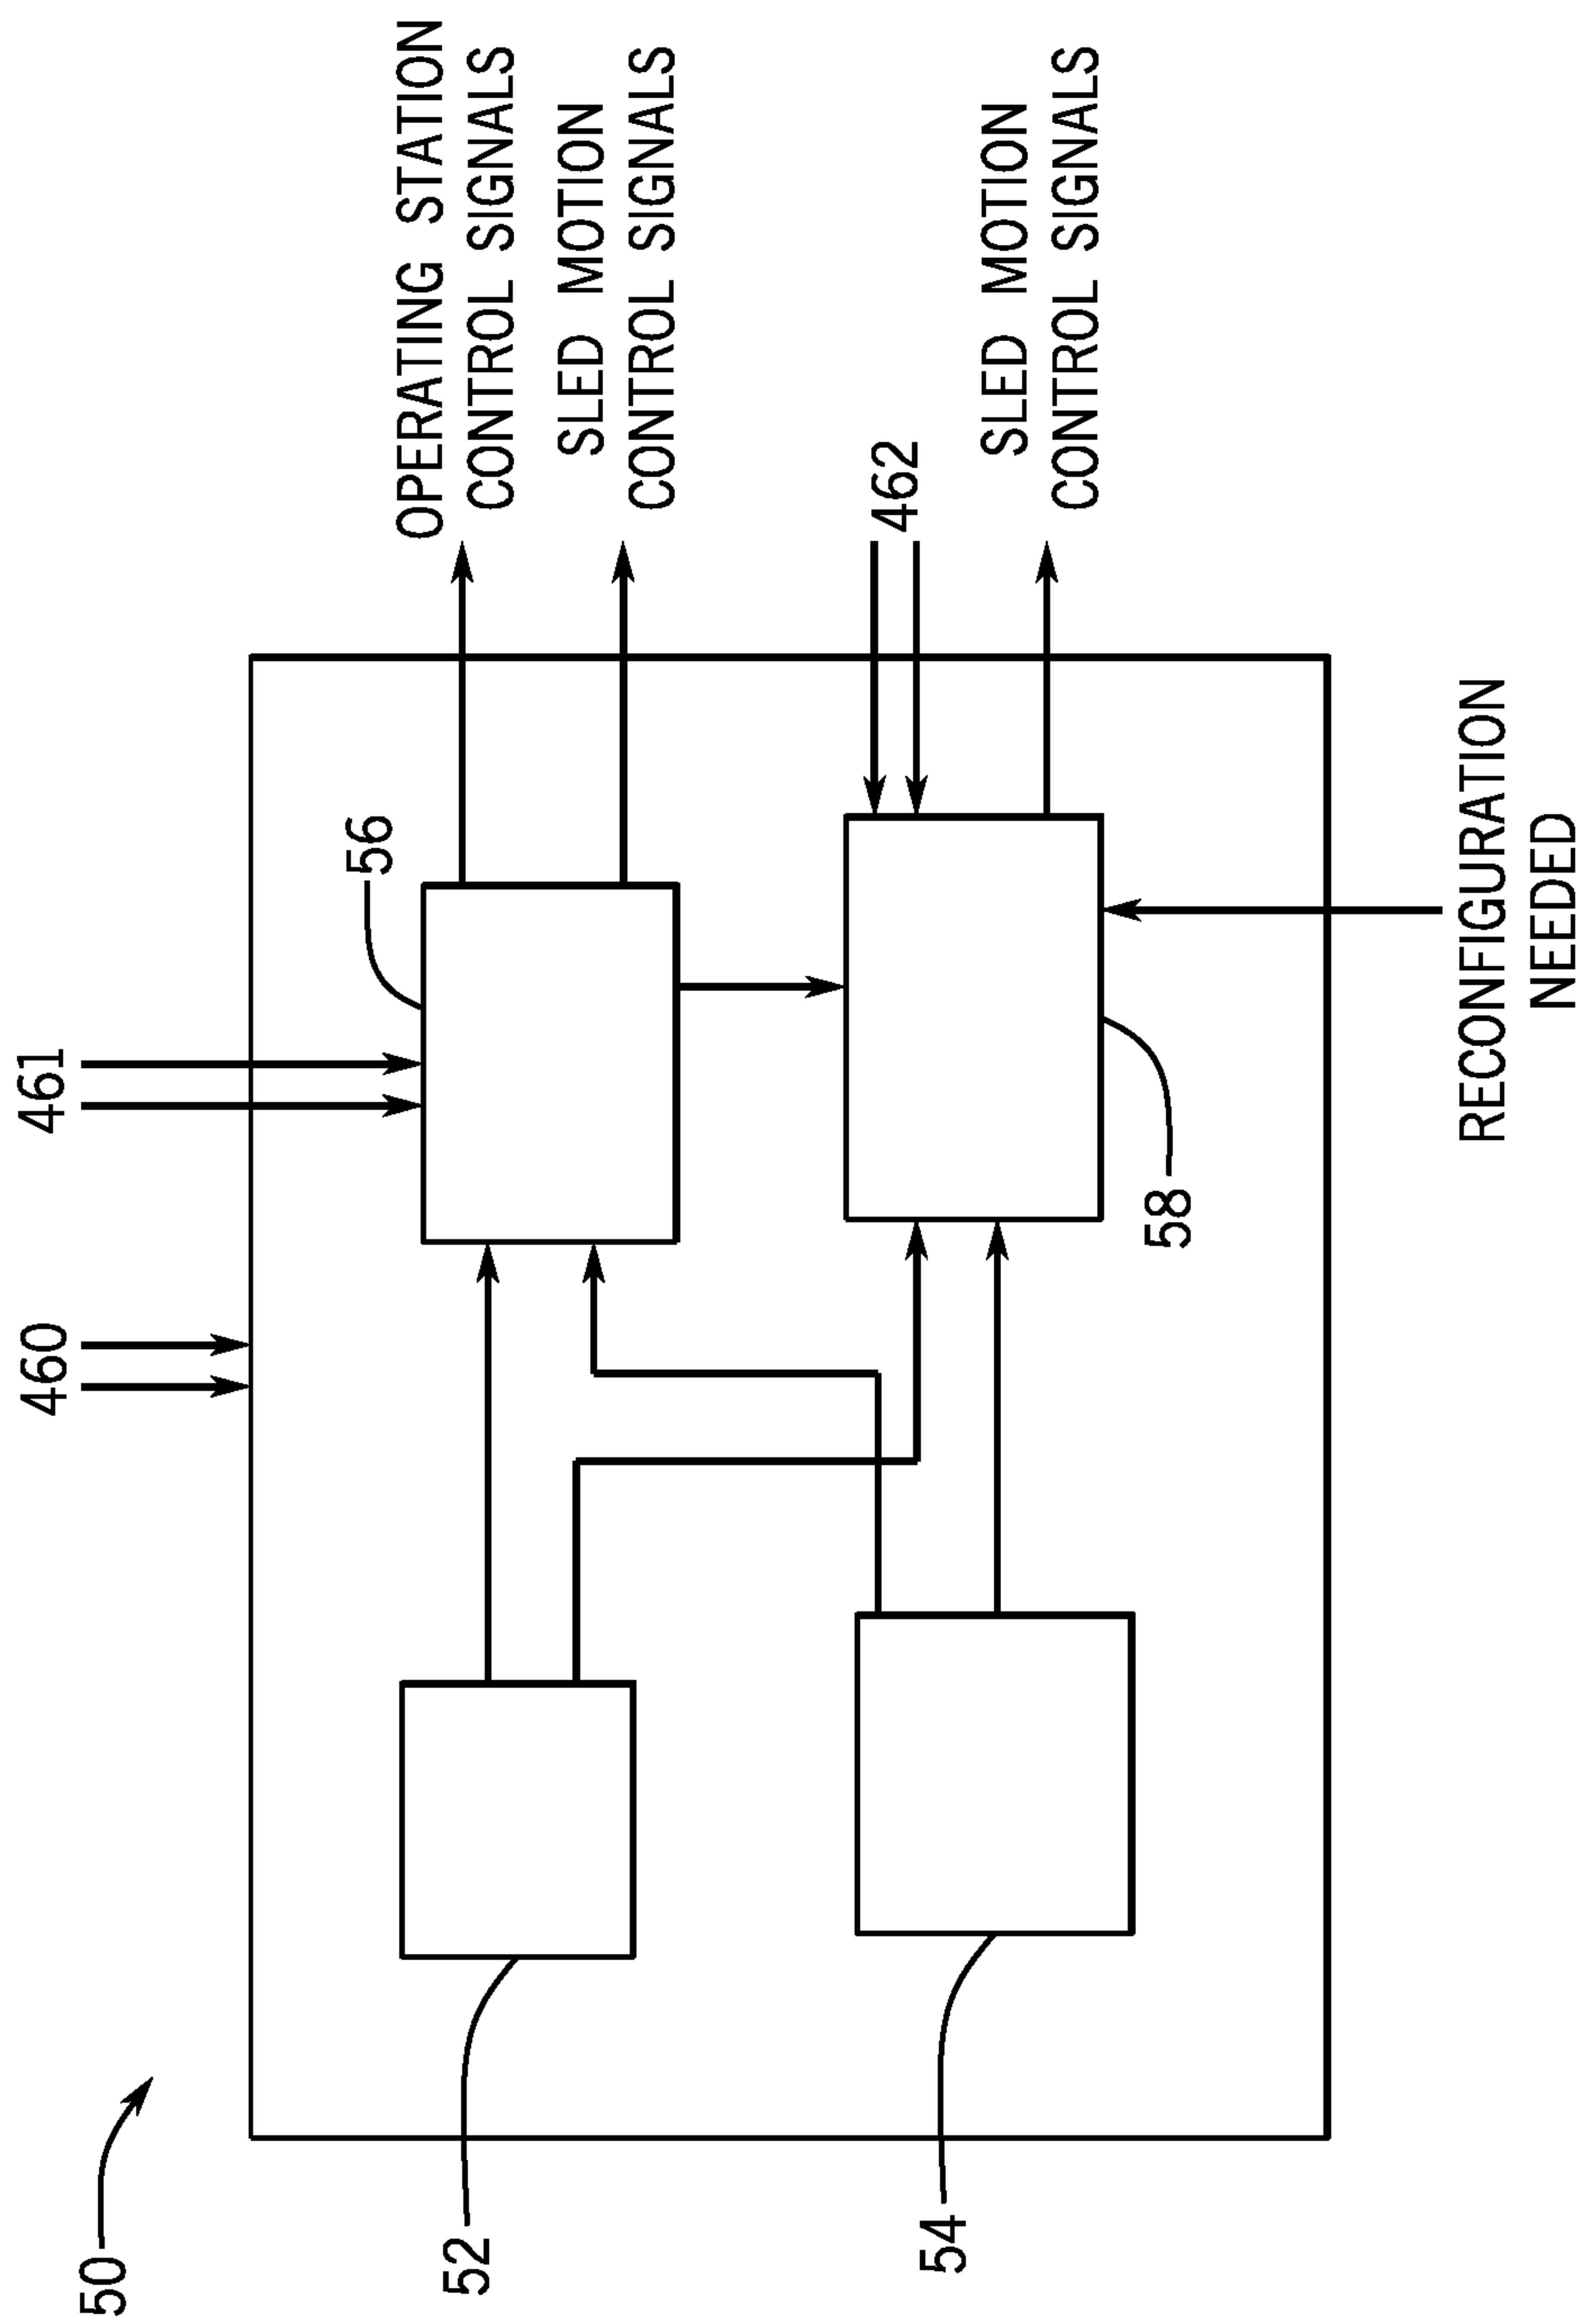 460
461
56
OPERATING STATION
CONTROL SIGNALS
SLED MOTION
CONTROL SIGNALS
462
SLED MOTION
CONTROL SIGNALS
50
52
54
58
RECONFIGURATION
NEEDED